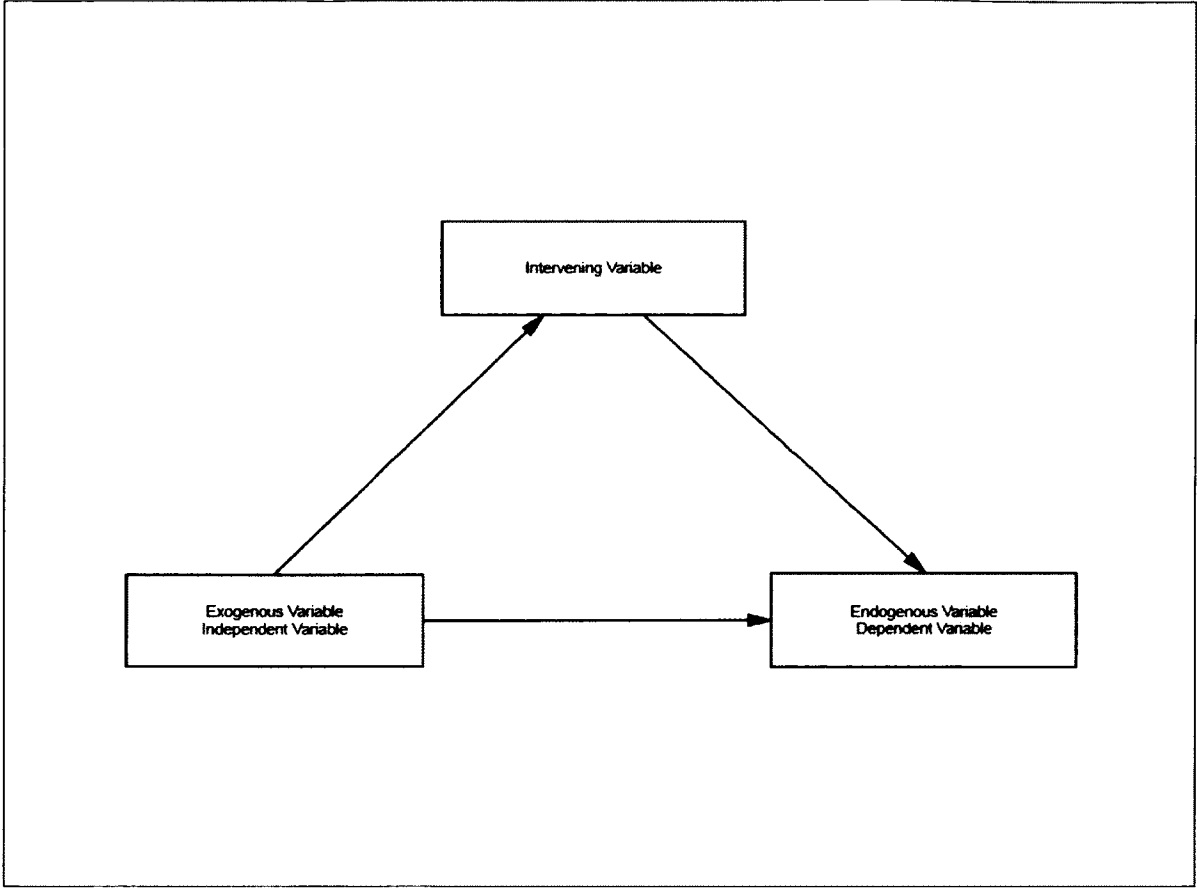 Intervening Variable
Exogenous Variable
Independent Variable
Endogenous Variable
Dependent Variable